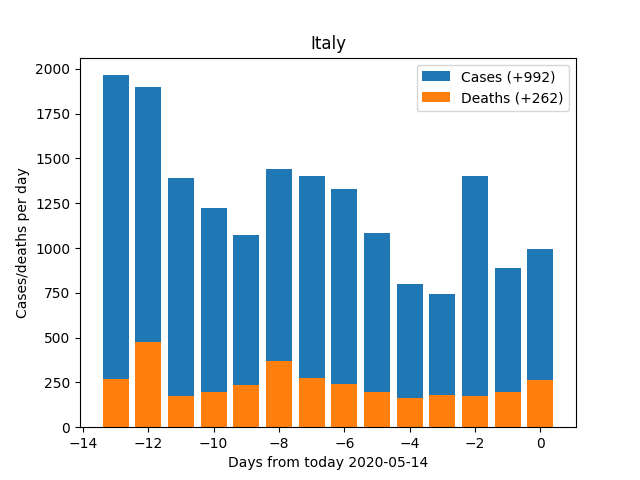 Italy
Cases (+992)
Deaths (+262)
Cases/deaths per day
2000
1750
1500
1250
1000
750
500
250
0
−14 −12 −10 −8 −6 −4 −2 0
Days from today 2020-05-14